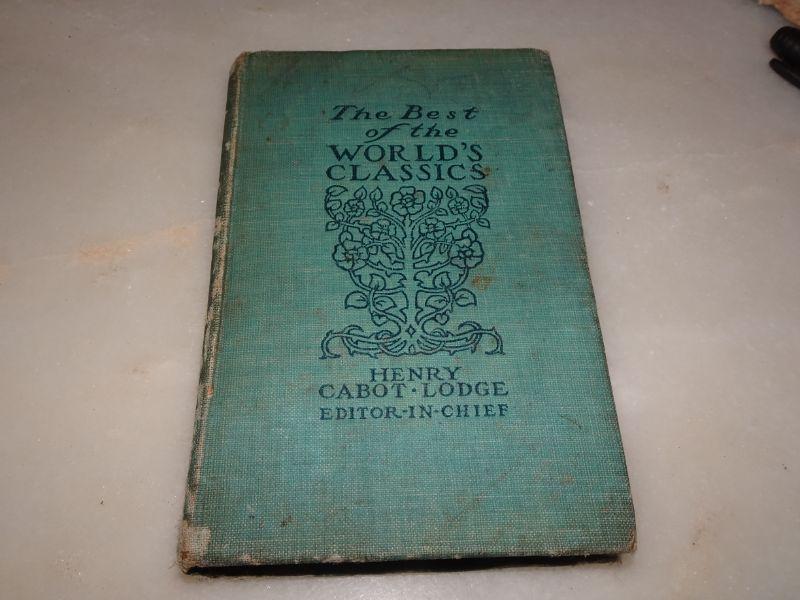 The Best
of the
WORLD'S
CLASSICS
HENRY
CABOT·LODGE
EDITOR-IN-CHIEF